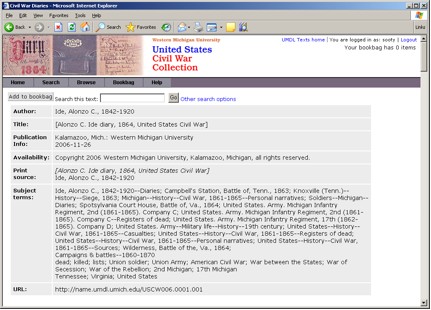 Civil War Diaries - Microsoft Internet Explorer
File Edit View Favorites Tools Help
Back Search Favorites Links
Diary 1864
Western Michigan University
United States
Civil War
Collection
UMDL Texts home | You are logged in as: sooty | Logout
Your bookbag has 0 items
Home Search Browse Bookbag Help
Add to bookbag Search this text: Go Other search options
Author: Ide, Alonzo C., 1842-1920
Title: [Alonzo C. Ide diary, 1864, United States Civil War]
Publication Info: Kalamazoo, Mich.: Western Michigan University
2006-11-26
Availability: Copyright 2006 Western Michigan University, Kalamazoo, Michigan, all rights reserved.
Print source: [Alonzo C. Ide diary, 1864, United States Civil War]
Ide, Alonzo C., 1842-1920
Subject terms: Ide, Alonzo C., 1842-1920--Diaries; Campbell's Station, Battle of, Tenn., 1863; Knoxville (Tenn.)--
History--Siege, 1863; Michigan--History--Civil War, 1861-1865--Personal narratives; Soldiers--Michigan--
Diaries; Spotsylvania Court House, Battle of, Va., 1864; United States. Army. Michigan Infantry
Regiment, 2nd (1861-1865). Company C; United States. Army. Michigan Infantry Regiment, 2nd (1861-
1865). Company C--Registers of dead; United States. Army. Michigan Infantry Regiment, 17th (1862-
1865). Company D; United States. Army--Military life--History--19th century; United States--History--
Civil War, 1861-1865--Casualties; United States--History--Civil War, 1861-1865--Registers of dead;
United States--History--Civil War, 1861-1865--Personal narratives; United States--History--Civil War,
1861-1865--Sources; Wilderness, Battle of the, Va., 1864;
Campaigns & battles--1860-1870
dead; killed; lists; Union soldier; Union Army; American Civil War; War between the States; War of
Secession; War of the Rebellion; 2nd Michigan; 17th Michigan
Tennessee; Virginia; United States
URL: http://name.umdl.umich.edu/USCW006.0001.001